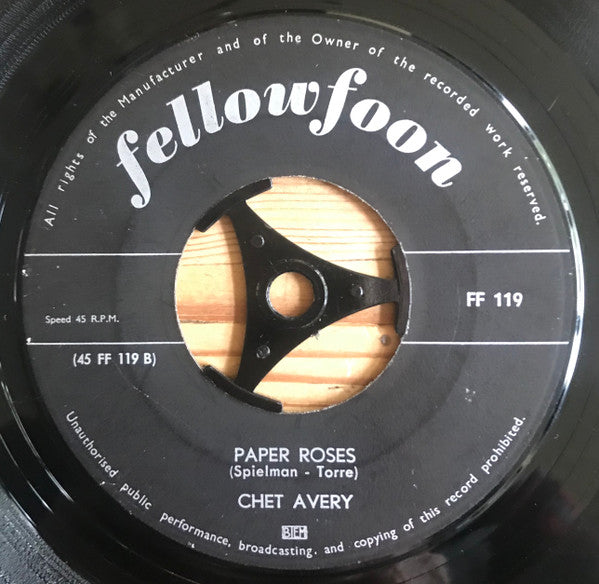 All rights of the Manufacturer and of the Owner of the recorded work reserved.
fellowfoon
FF 119
Speed 45 R.P.M.
(45 FF 119 B)
PAPER ROSES
(Spielman - Torre)
CHET AVERY
BIEM
Unauthorised public performance, broadcasting. and copying of this record prohibited.